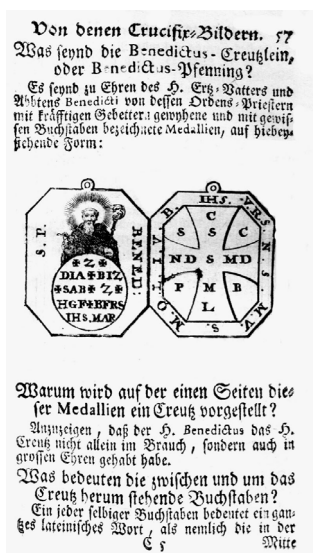 Von denen Crucifix-Bildern. 57
Was seynd die Benedictus-Creutzlein,
oder Benedictus-Pfenning?
Es seynd zu Ehren des H. Ertz-Vatters und
Abbtens Benedicti von dessen Ordens-Priestern
mit kräfftigen Gebettern geweyhene und mit gewis-
sen Buchstaben bezeichnete Medallien, auf hiebey-
stehende Form:
S. P. BENED:
✠ Z ✠
DIA ✠ BIZ
✠ SAB ✠ Z ✠
HGF ✠ BFRS
IHS. MAR
IHS. V. R. S. N. S. M. V. S. M. Q. L. I. V. B.
C
S S C
ND S MD
P M B
L
Warum wird auf der einen Seiten die-
ser Medallien ein Creutz vorgestellt?
Anzuzeigen, daß der H. Benedictus das H.
Creutz nicht allein im Brauch, sondern auch in
grossen Ehren gehabt habe.
Was bedeuten die zwischen und um das
Creutz herum stehende Buchstaben?
Ein jeder selbiger Buchstaben bedeutet ein gan-
tzes lateinisches Wort, als nemlich die in der
C 5 Mitte